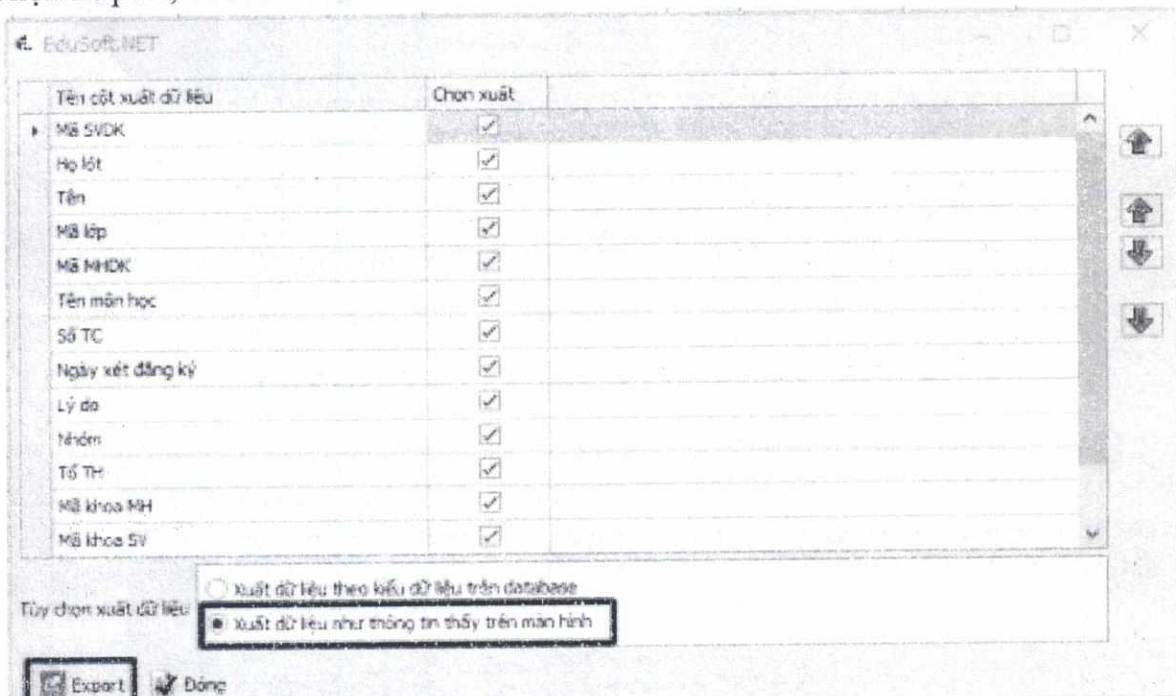 EduSoft.NET
Tên cột xuất dữ liệu Chọn xuất
Mã SVDK
Họ lót
Tên
Mã lớp
Mã MHDK
Tên môn học
Số TC
Ngày xét đăng ký
Lý do
Nhóm
Tổ TH
Mã khoa MH
Mã khoa SV
Xuất dữ liệu theo kiểu dữ liệu trên database
Tùy chọn xuất dữ liệu
Xuất dữ liệu như thông tin thấy trên màn hình
Export Đóng